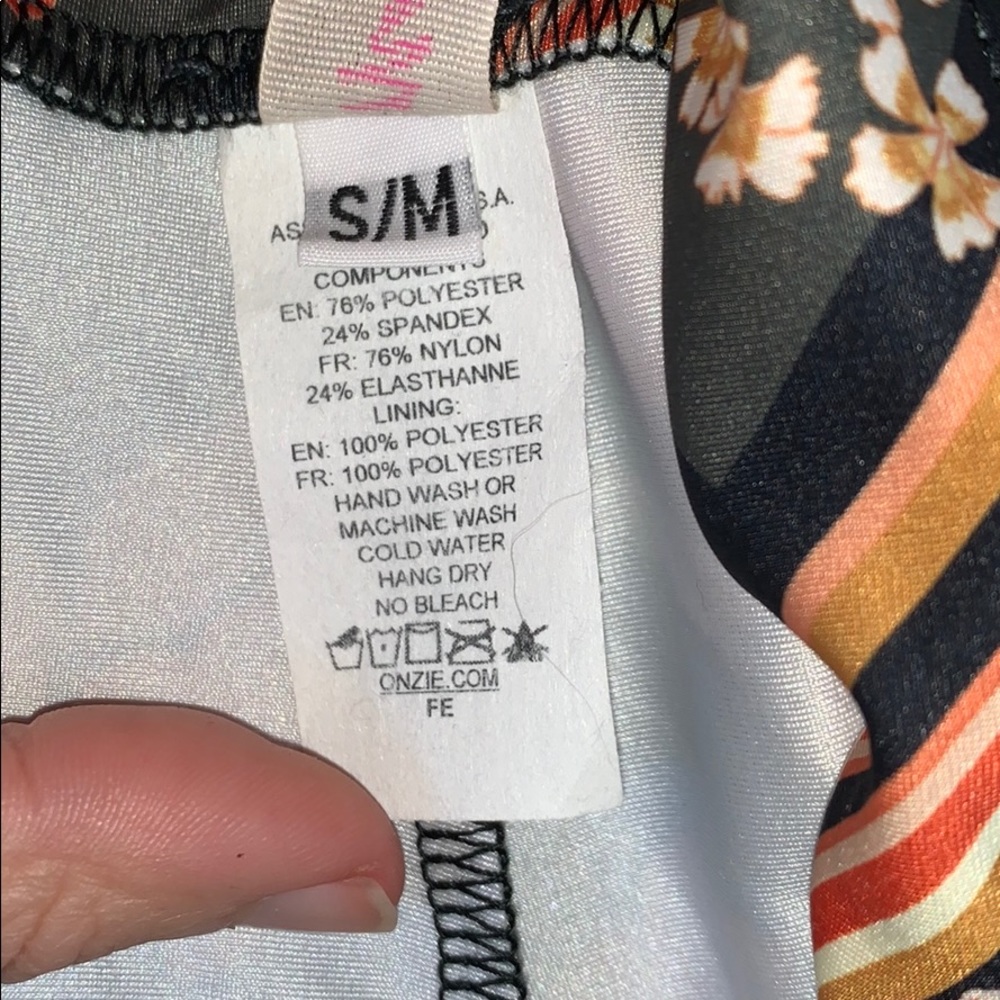 S/M
S.A.
AS
COMPONENTS
EN: 76% POLYESTER
24% SPANDEX
FR: 76% NYLON
24% ELASTHANNE
LINING:
EN: 100% POLYESTER
FR: 100% POLYESTER
HAND WASH OR
MACHINE WASH
COLD WATER
HANG DRY
NO BLEACH
ONZIE.COM
FE